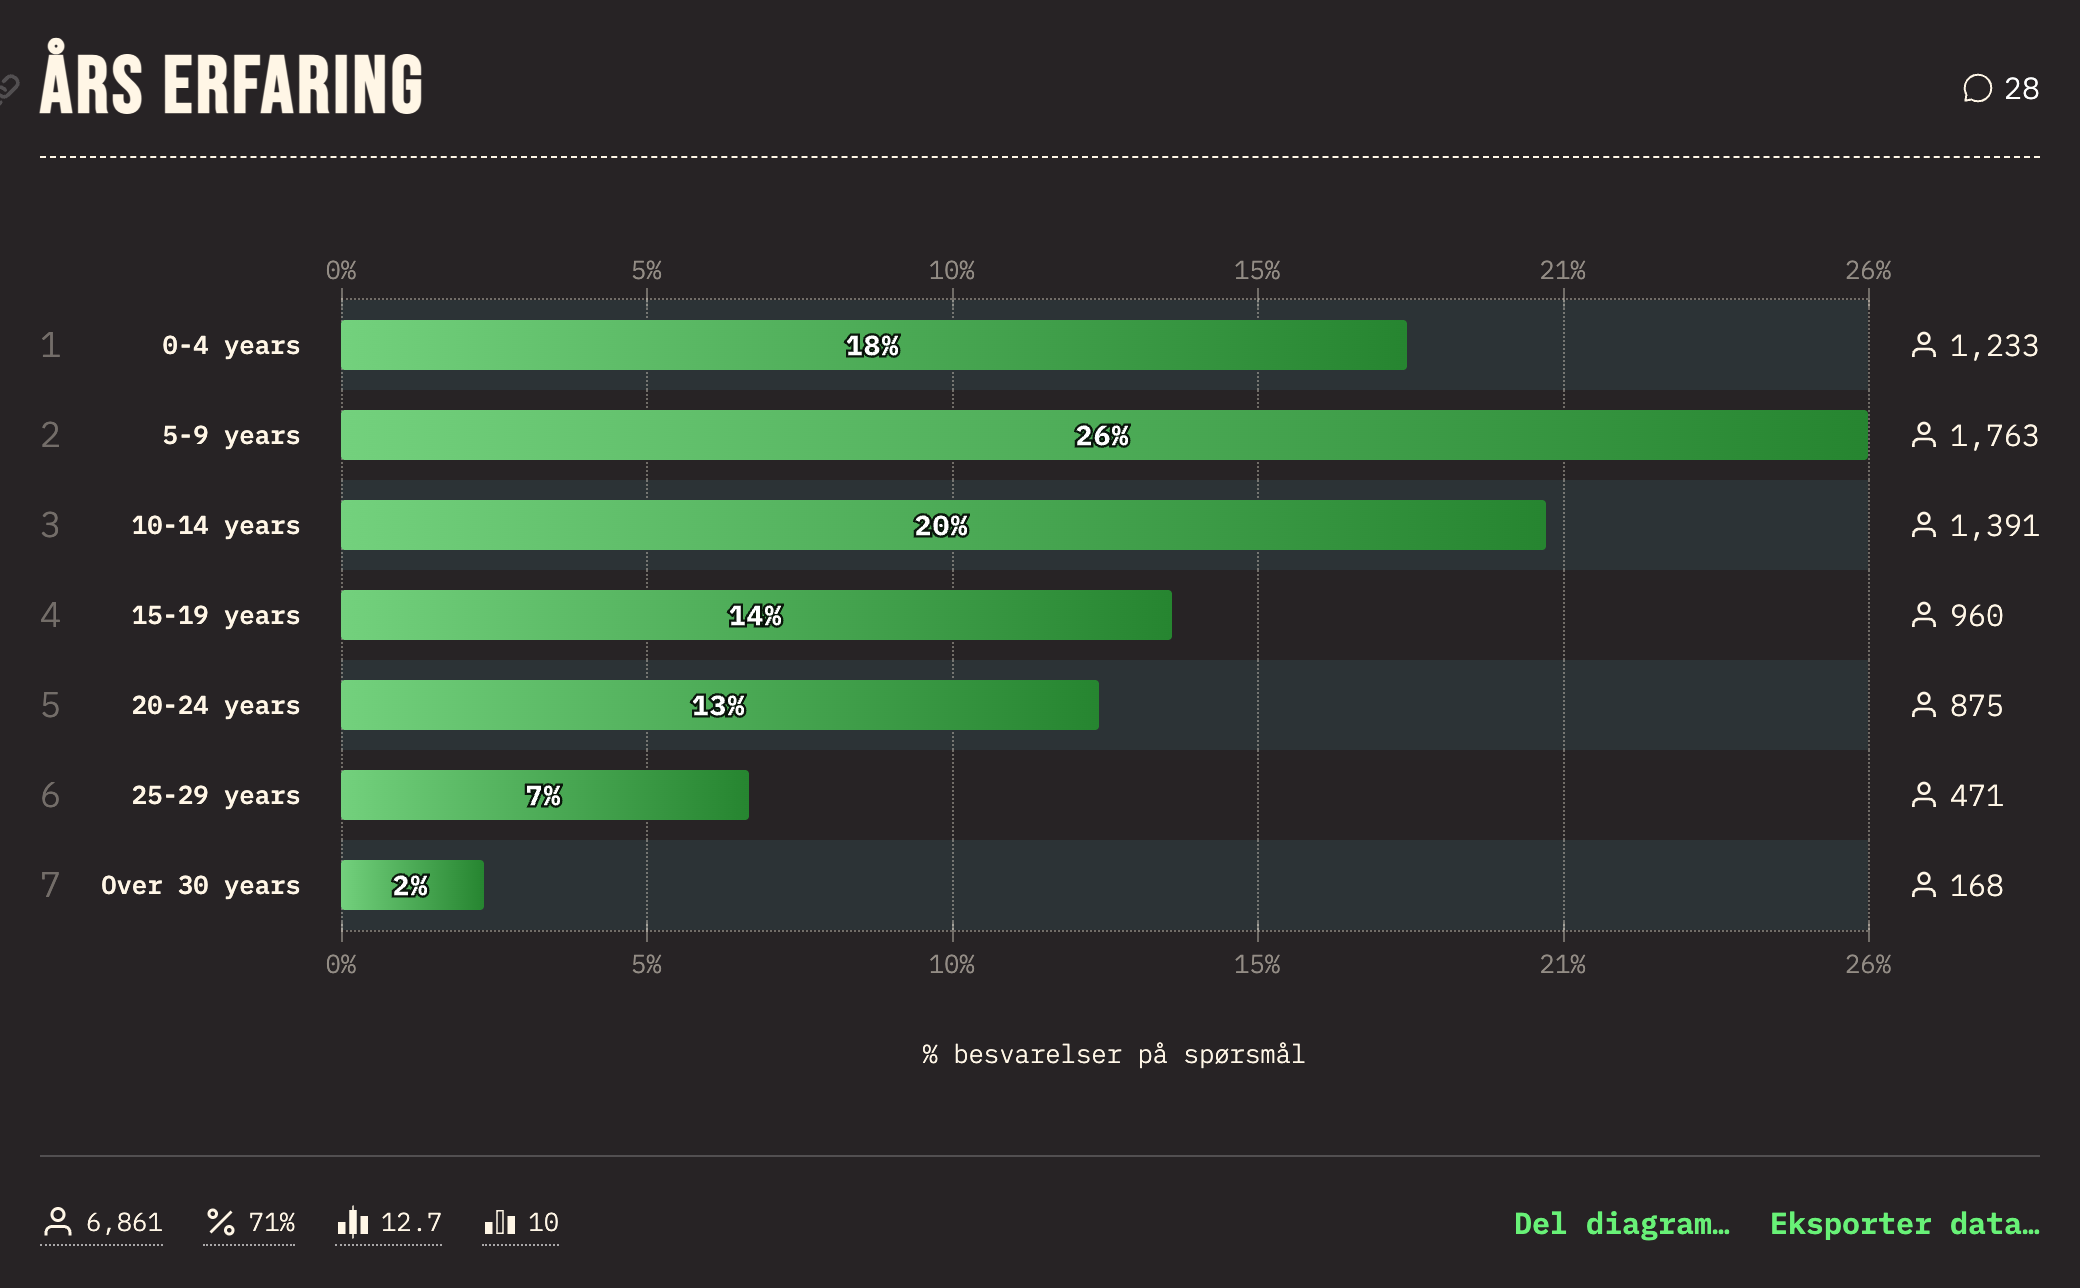 ÅRS ERFARING
28
0% 5% 10% 15% 21% 26%
1 0-4 years 18% 1,233
2 5-9 years 26% 1,763
3 10-14 years 20% 1,391
4 15-19 years 14% 960
5 20-24 years 13% 875
6 25-29 years 7% 471
7 Over 30 years 2% 168
0% 5% 10% 15% 21% 26%
% besvarelser på spørsmål
6,861 71% 12.7 10 Del diagram… Eksporter data…